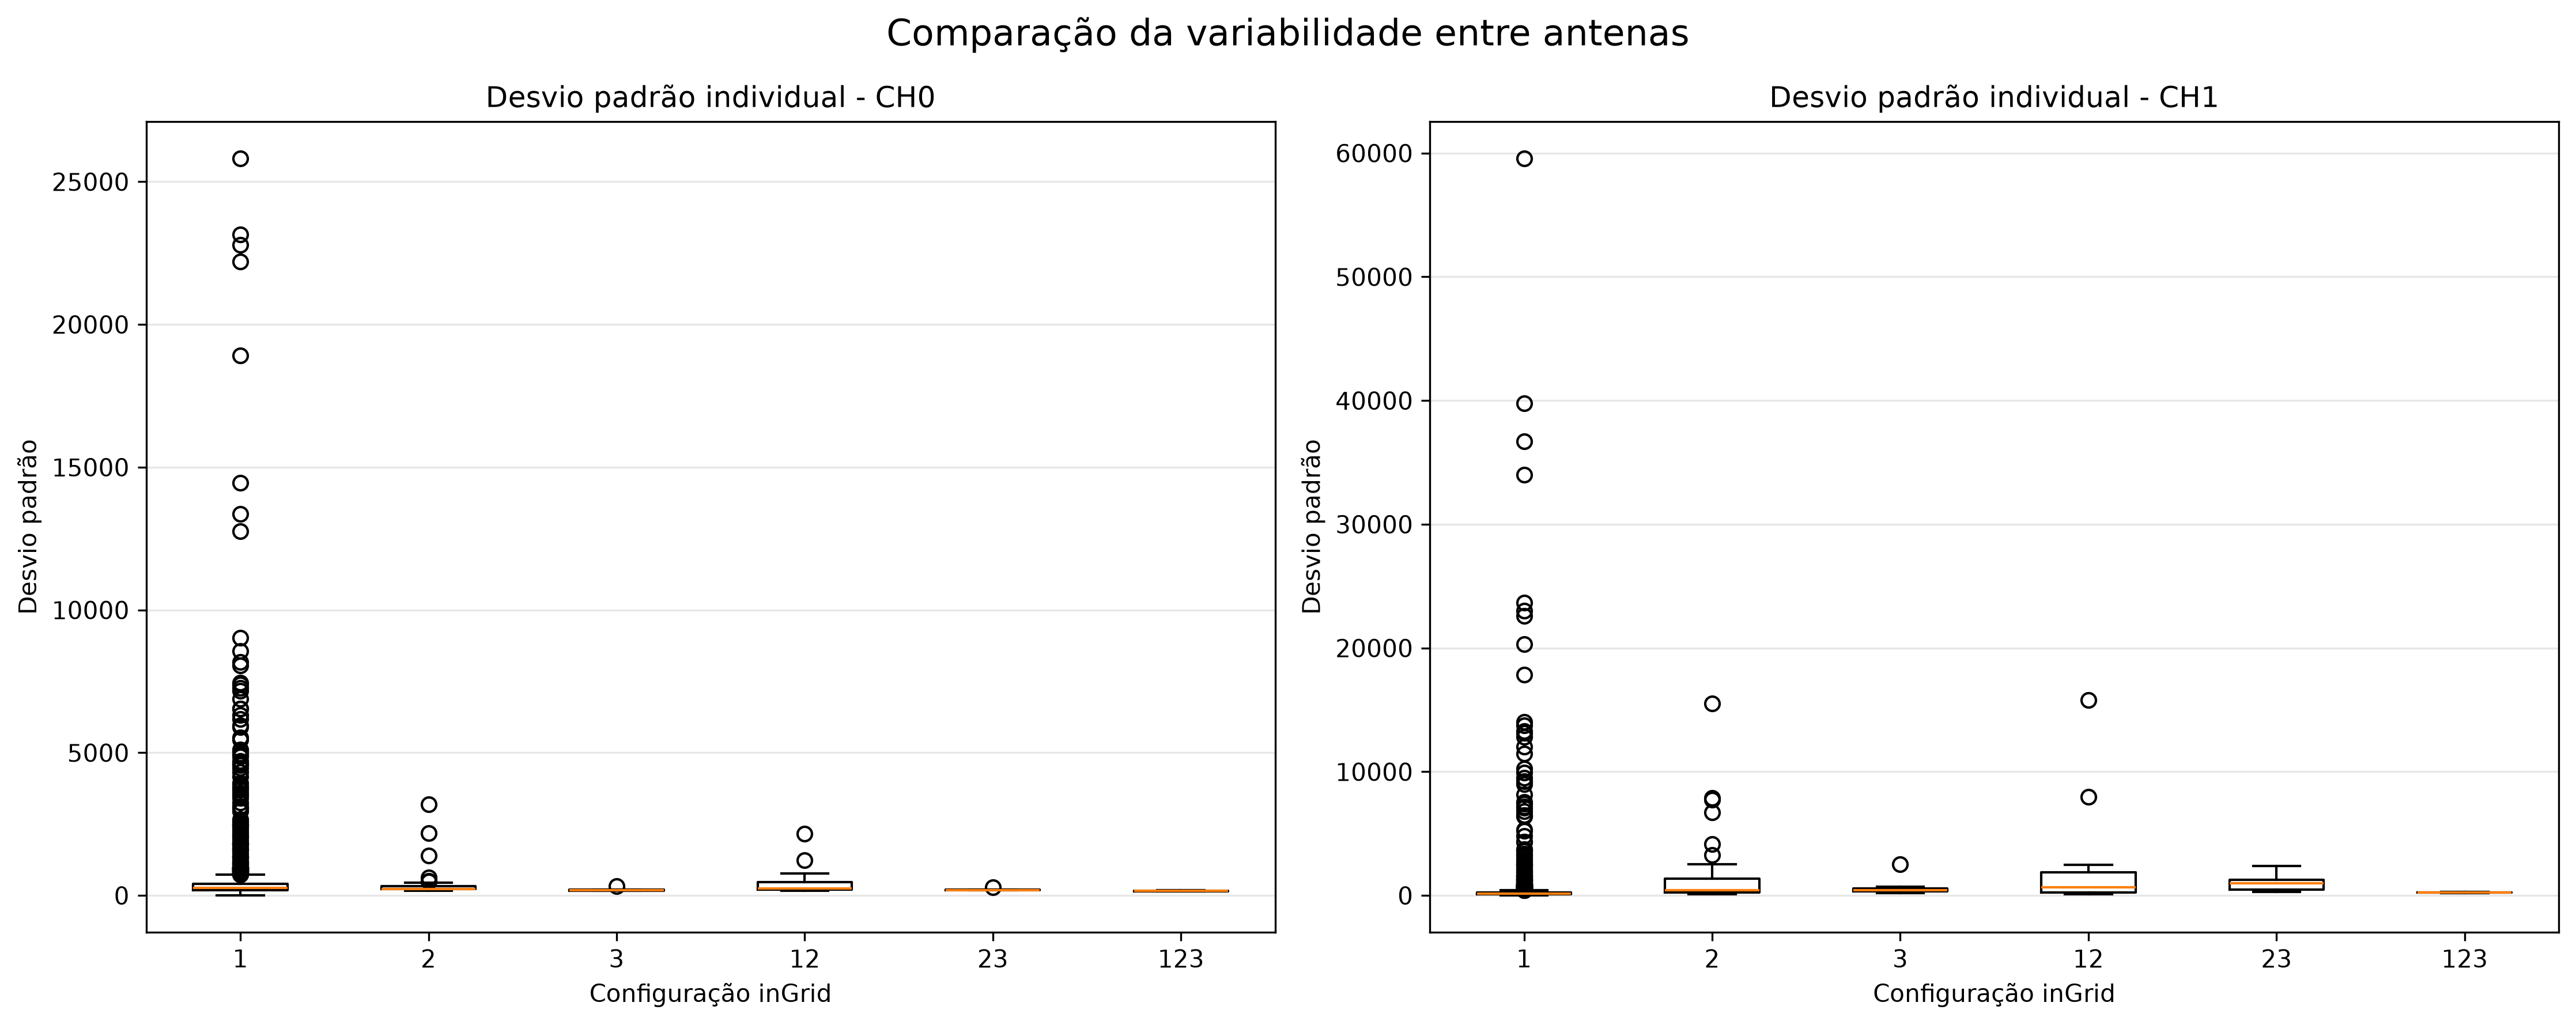 Comparação da variabilidade entre antenas
Desvio padrão individual - CH0
25000
20000
15000
10000
5000
0
Desvio padrão
1 2 3 12 23 123
Configuração inGrid
Desvio padrão individual - CH1
60000
50000
40000
30000
20000
10000
0
Desvio padrão
1 2 3 12 23 123
Configuração inGrid